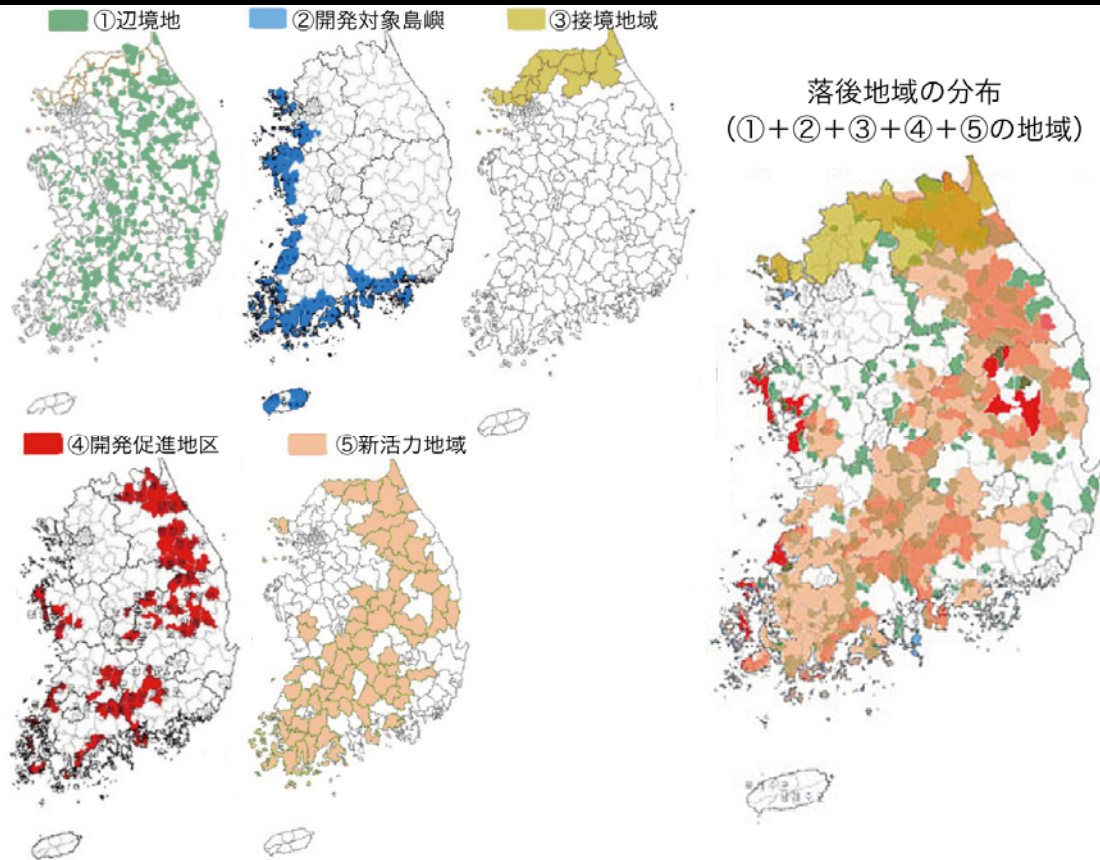 ①辺境地
②開発対象島嶼
③接境地域
落後地域の分布
（①＋②＋③＋④＋⑤の地域）
④開発促進地区
⑤新活力地域